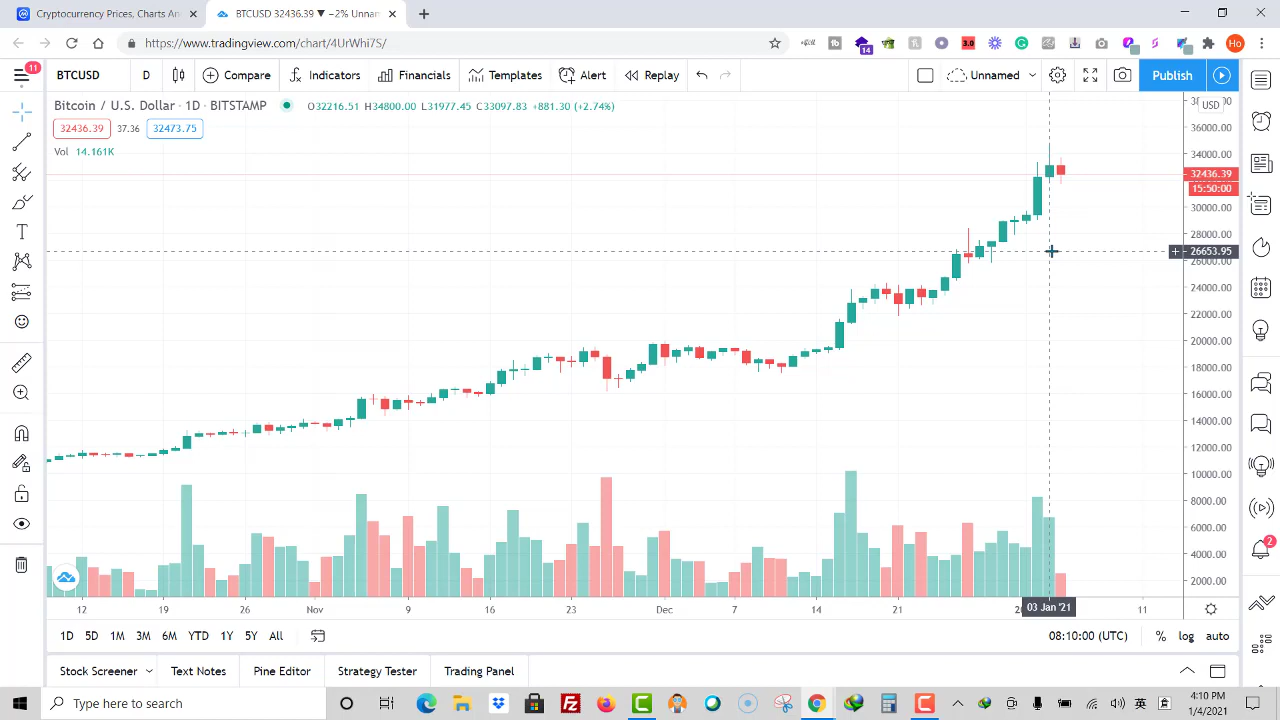 Cryptocurrency Prices, Charts An
BTCUSD 32436.39 ▼ −2% Unnam
https://www.tradingview.com/chart/4UrWhi7S/
14
3.0
Ho
11
BTCUSD
D
Compare
Indicators
Financials
Templates
Alert
Replay
Unnamed
Publish
Bitcoin / U.S. Dollar · 1D · BITSTAMP
O32216.51 H34800.00 L31977.45 C33097.83 +881.30 (+2.74%)
USD
32436.39 37.36 32473.75
Vol 14.161K
36000.00
34000.00
32436.39
15:50:00
30000.00
28000.00
26653.95
26000.00
24000.00
22000.00
20000.00
18000.00
16000.00
14000.00
12000.00
10000.00
8000.00
6000.00
4000.00
2000.00
2
12 19 26 Nov 9 16 23 Dec 7 14 21 03 Jan '21 11
1D 5D 1M 3M 6M YTD 1Y 5Y All
08:10:00 (UTC) % log auto
Stock Screener Text Notes Pine Editor Strategy Tester Trading Panel
Type here to search
英
4:10 PM
1/4/2021